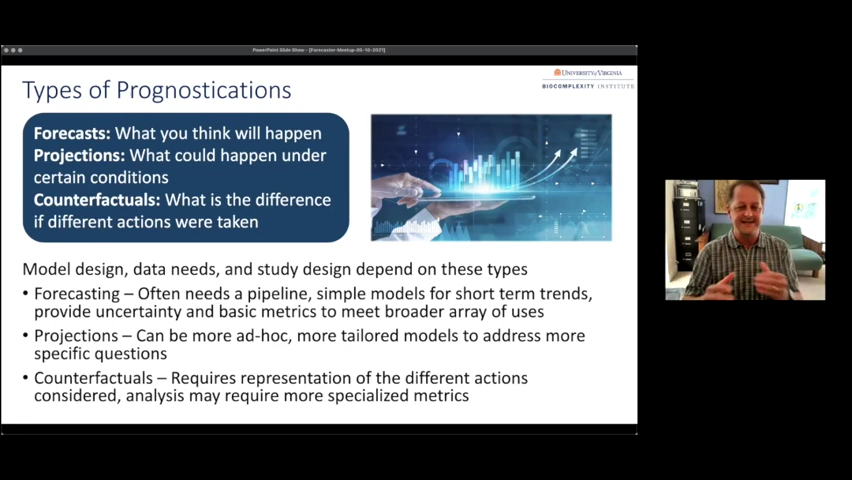 PowerPoint Slide Show - [Forecaster-Meetup-05-10-2021]
Types of Prognostications
UNIVERSITY OF VIRGINIA
BIOCOMPLEXITY INSTITUTE
Forecasts: What you think will happen
Projections: What could happen under
certain conditions
Counterfactuals: What is the difference
if different actions were taken
Model design, data needs, and study design depend on these types
• Forecasting – Often needs a pipeline, simple models for short term trends,
provide uncertainty and basic metrics to meet broader array of uses
• Projections – Can be more ad-hoc, more tailored models to address more
specific questions
• Counterfactuals – Requires representation of the different actions
considered, analysis may require more specialized metrics